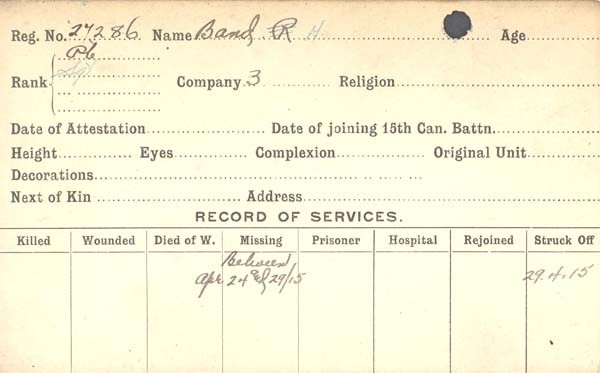 Reg. No. 27286 Name Band, R H Age
Pte
Rank Sgt Company 3 Religion
Date of Attestation Date of joining 15th Can. Battn.
Height Eyes Complexion Original Unit
Decorations
Next of Kin Address
RECORD OF SERVICES.
Killed Wounded Died of W. Missing Prisoner Hospital Rejoined Struck Off
Between
Apr 24 & 29/15 29.4.15